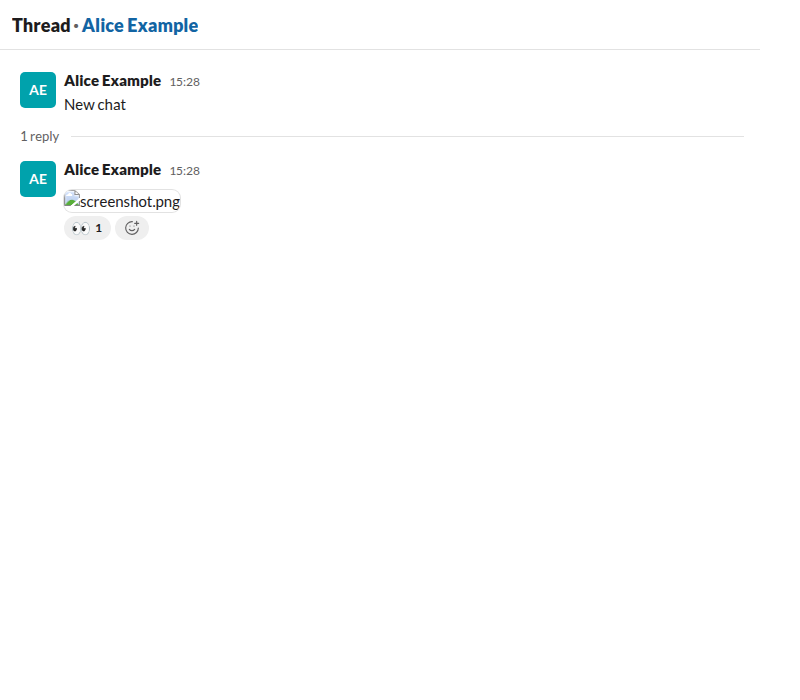 Thread • Alice Example
AE
Alice Example 15:28
New chat
1 reply
AE
Alice Example 15:28
screenshot.png
👀 1